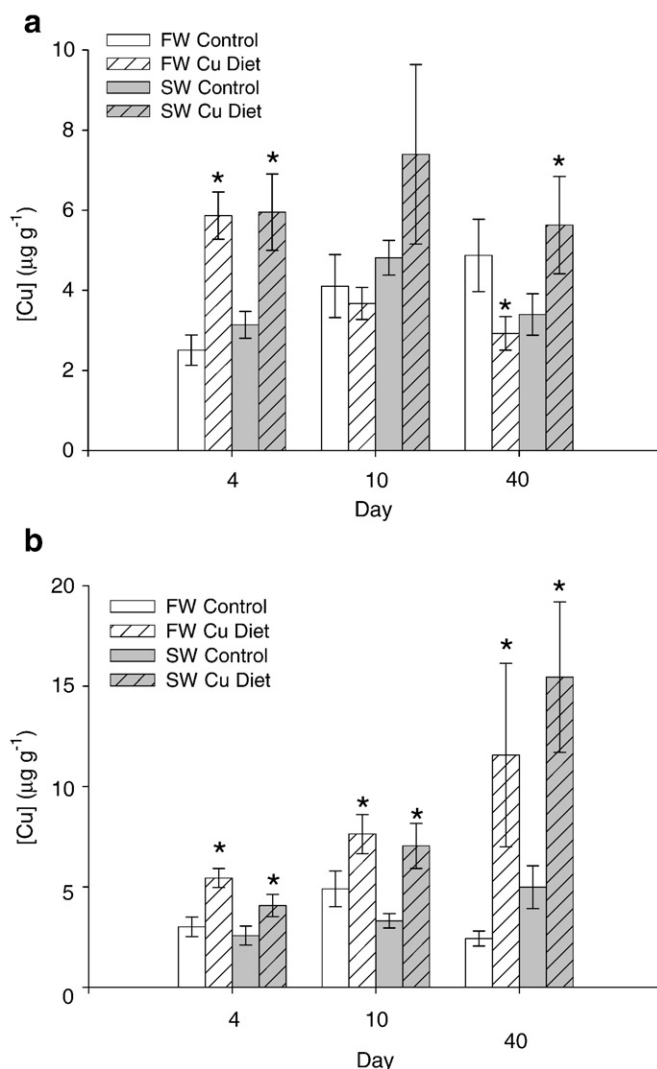 a
FW Control
FW Cu Diet
SW Control
SW Cu Diet
10
8
6
4
2
0
[Cu] (µg g⁻¹)
* * * *
4 10 40
Day
b
FW Control
FW Cu Diet
SW Control
SW Cu Diet
20
15
10
5
0
[Cu] (µg g⁻¹)
* * * * * *
4 10 40
Day